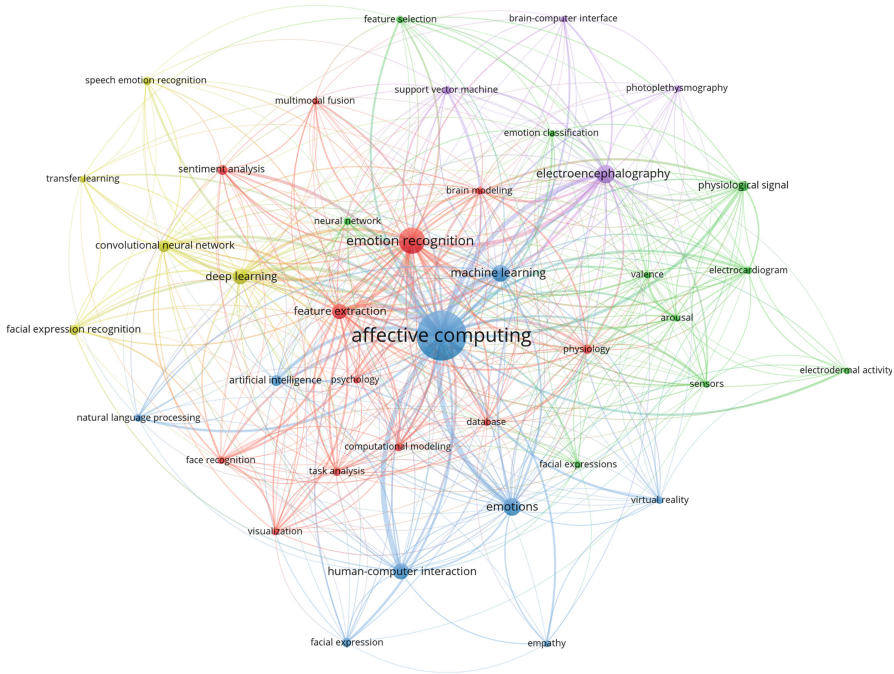 feature selection
brain-computer interface
speech emotion recognition
support vector machine
photoplethysmography
multimodal fusion
emotion classification
sentiment analysis
electroencephalography
transfer learning
physiological signal
brain modeling
neural network
emotion recognition
convolutional neural network
machine learning
electrocardiogram
deep learning
valence
feature extraction
arousal
facial expression recognition
affective computing
physiology
electrodermal activity
artificial intelligence
psychology
sensors
natural language processing
database
computational modeling
face recognition
task analysis
facial expressions
virtual reality
emotions
visualization
human-computer interaction
facial expression
empathy